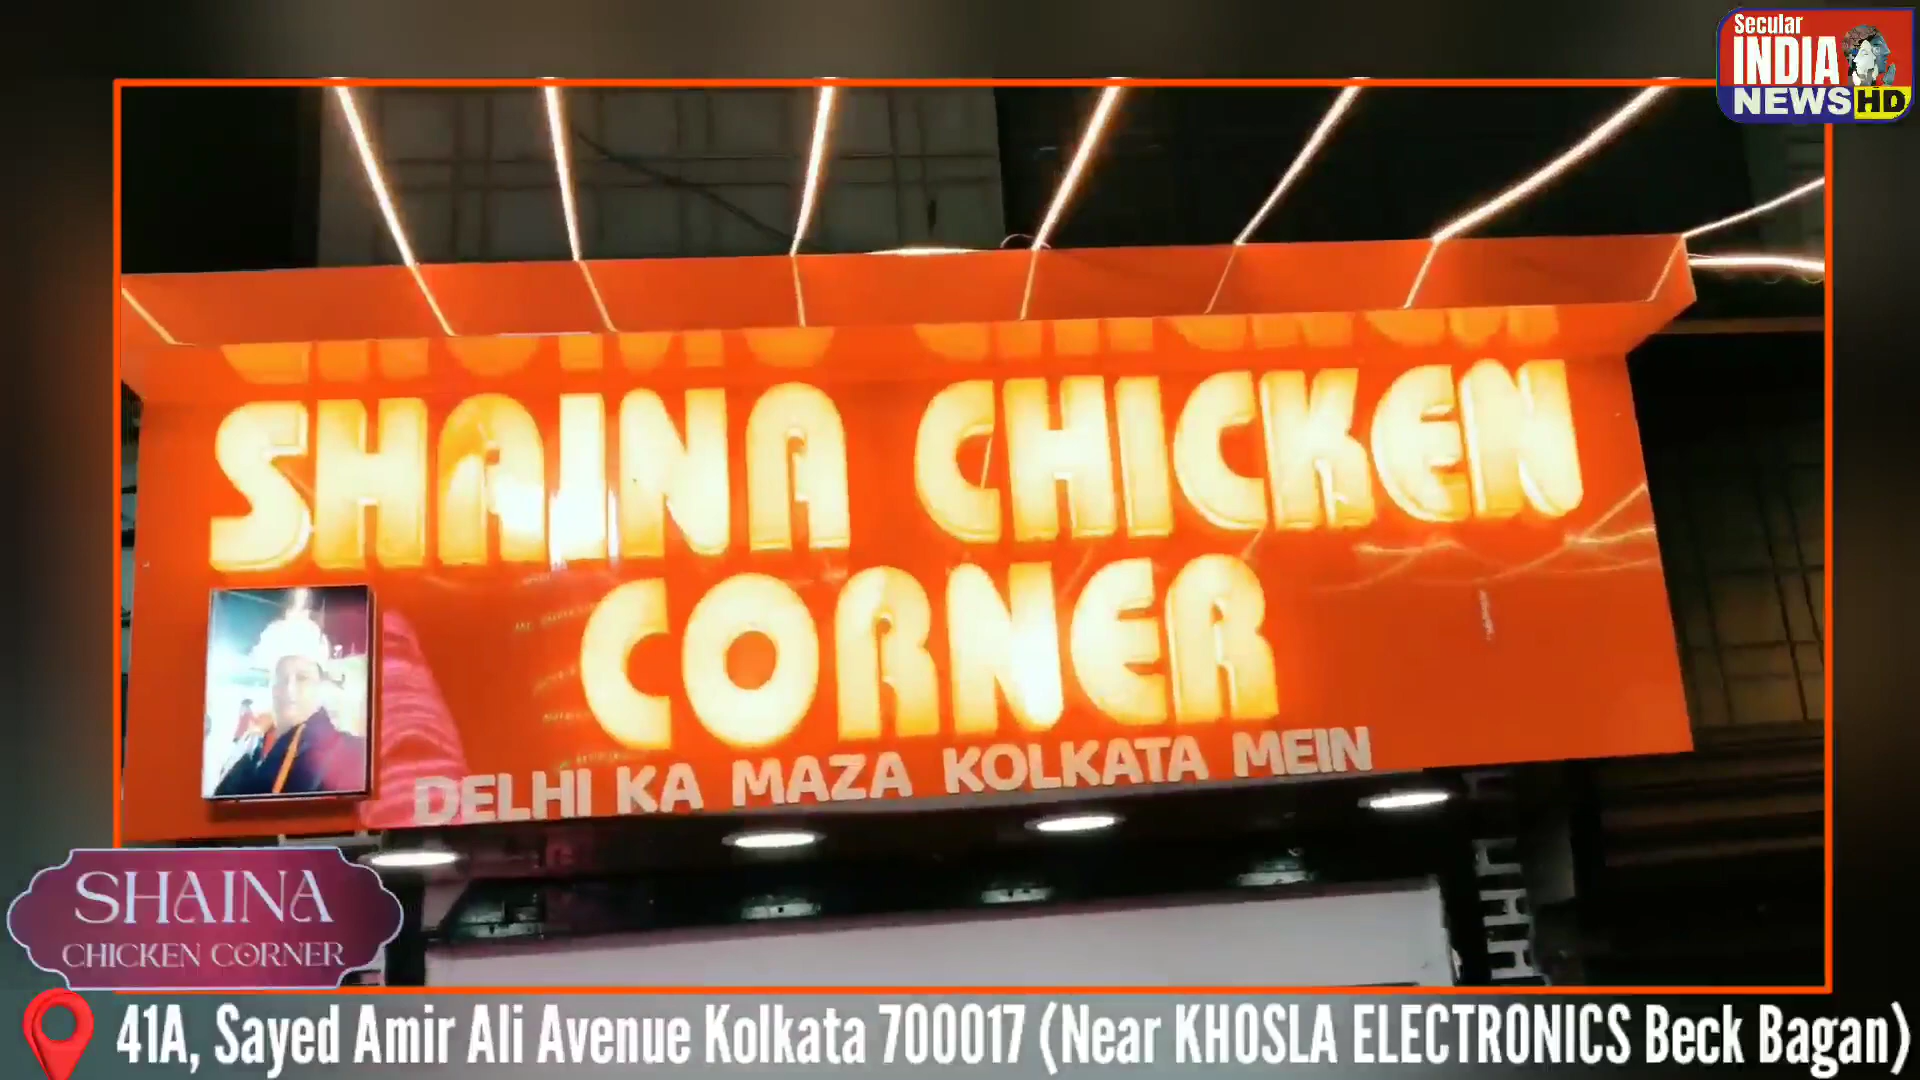 Secular
INDIA
NEWS HD
SHAINA CHICKEN
CORNER
DELHI KA MAZA KOLKATA MEIN
SHAINA
CHICKEN CORNER
41A, Sayed Amir Ali Avenue Kolkata 700017 (Near KHOSLA ELECTRONICS Beck Bagan)